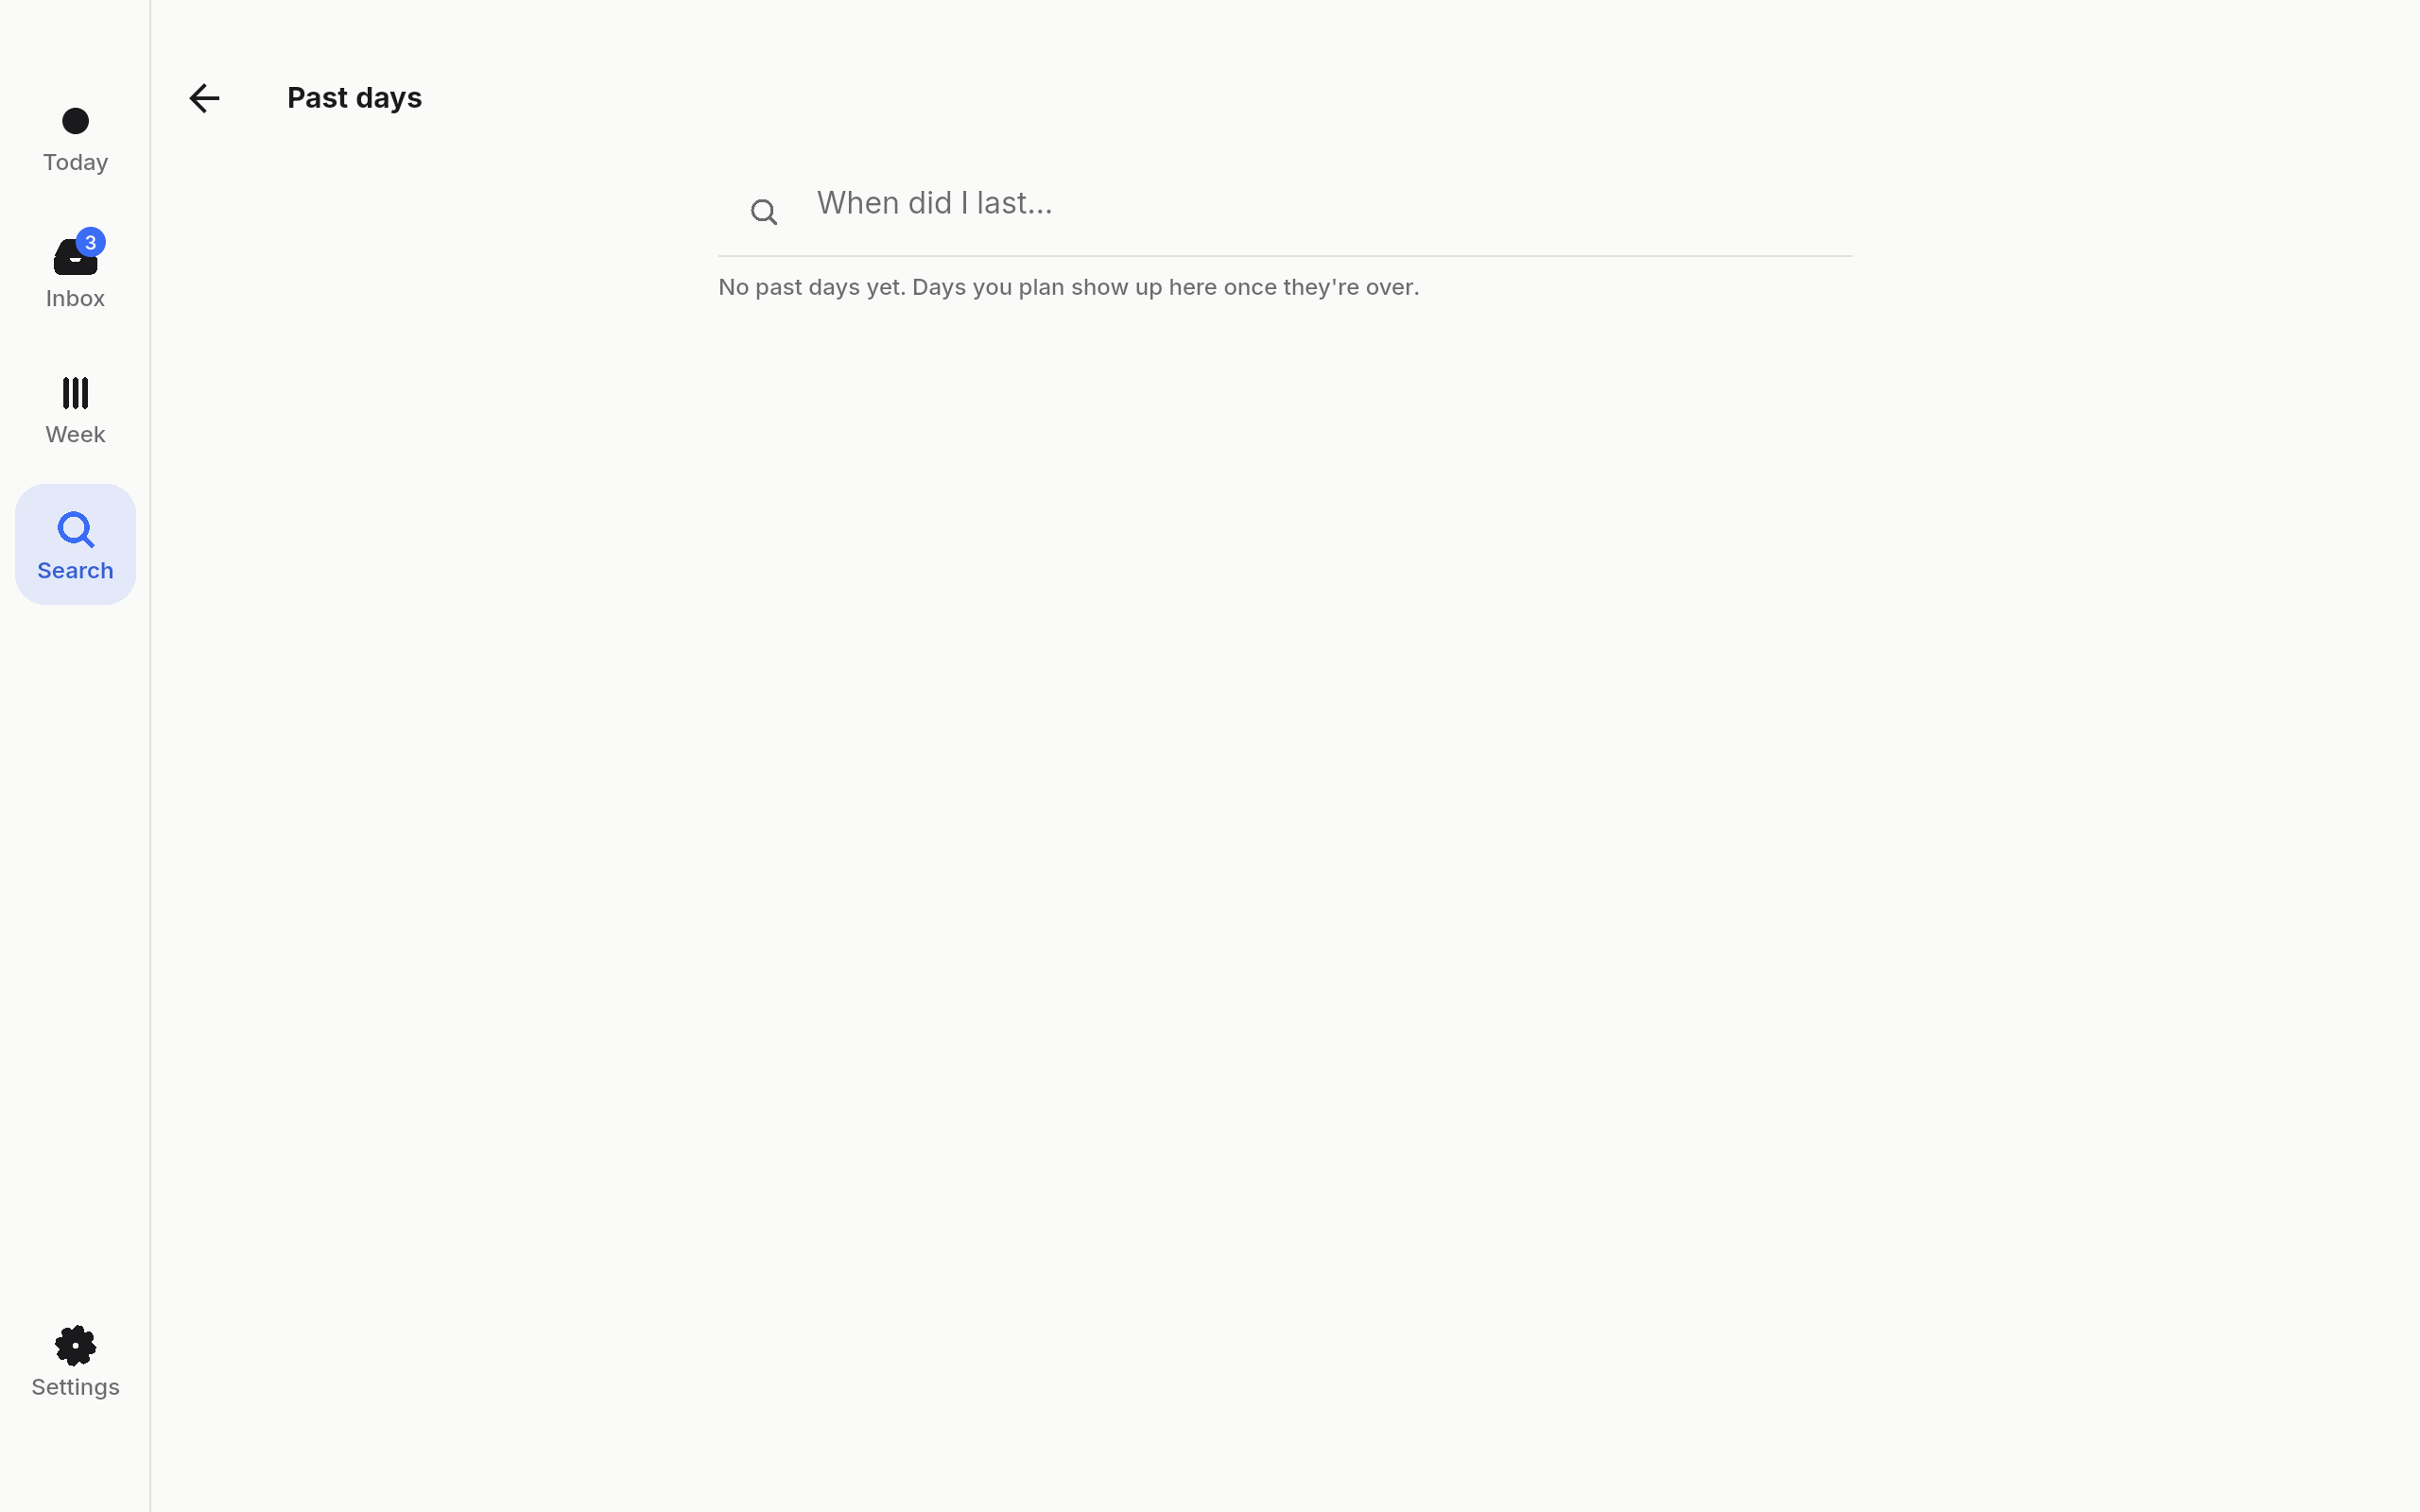 Past days
When did I last...
No past days yet. Days you plan show up here once they're over.
Today
3
Inbox
Week
Search
Settings